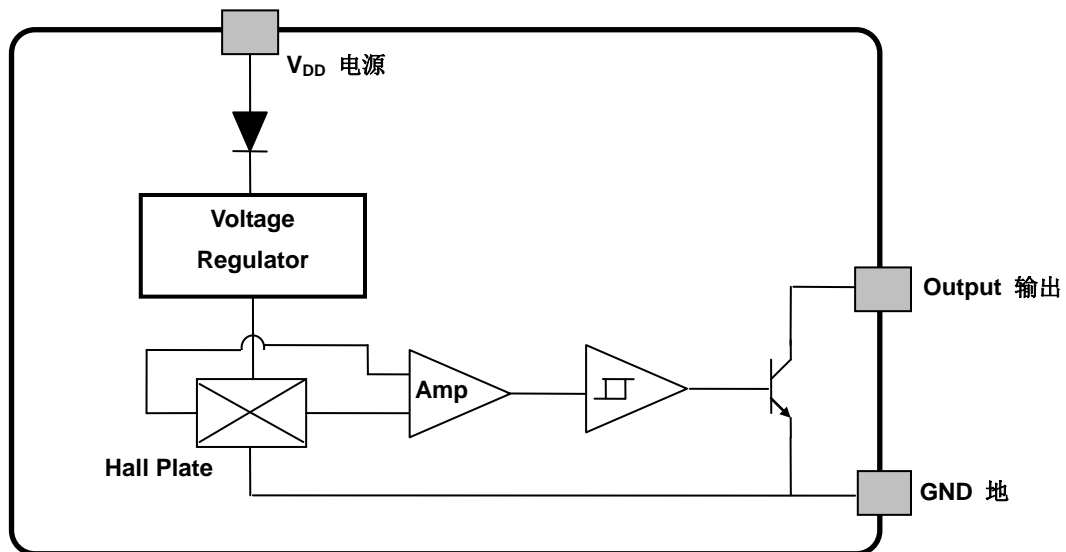 VDD 电源
Voltage
Regulator
Output 输出
Amp
Hall Plate
GND 地